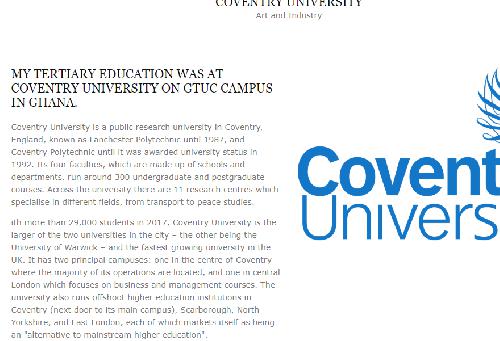 COVENTRY UNIVERSITY
Art and Industry
MY TERTIARY EDUCATION WAS AT
COVENTRY UNIVERSITY ON GTUC CAMPUS
IN GHANA.
Coventry University is a public research university in Coventry,
England, known as Lanchester Polytechnic until 1987, and
Coventry Polytechnic until it was awarded university status in
1992. Its four faculties, which are made up of schools and
departments, run around 300 undergraduate and postgraduate
courses. Across the university there are 11 research centres which
specialise in different fields, from transport to peace studies.
ith more than 29,000 students in 2017, Coventry University is the
larger of the two universities in the city – the other being the
University of Warwick – and the fastest growing university in the
UK. It has two principal campuses: one in the centre of Coventry
where the majority of its operations are located, and one in central
London which focuses on business and management courses. The
university also runs offshoot higher education institutions in
Coventry (next door to its main campus), Scarborough, North
Yorkshire, and East London, each of which markets itself as being
an "alternative to mainstream higher education".
Covent
Univers